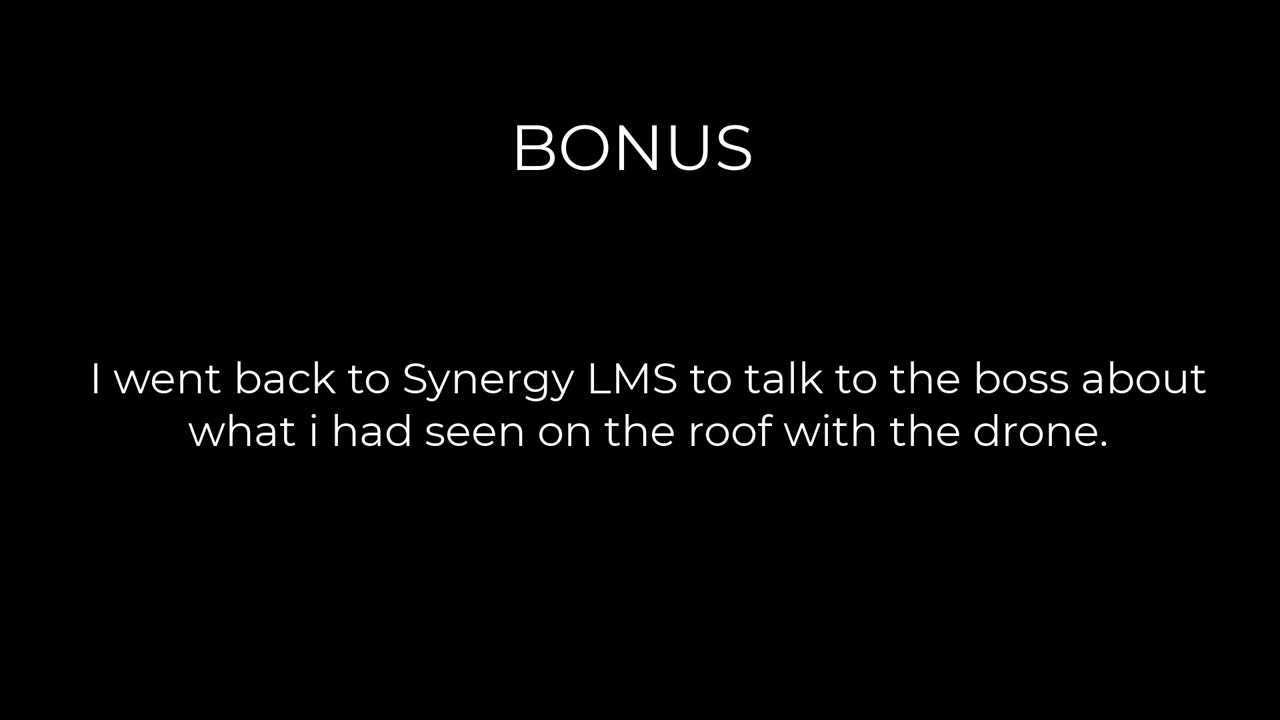 BONUS
I went back to Synergy LMS to talk to the boss about
what i had seen on the roof with the drone.